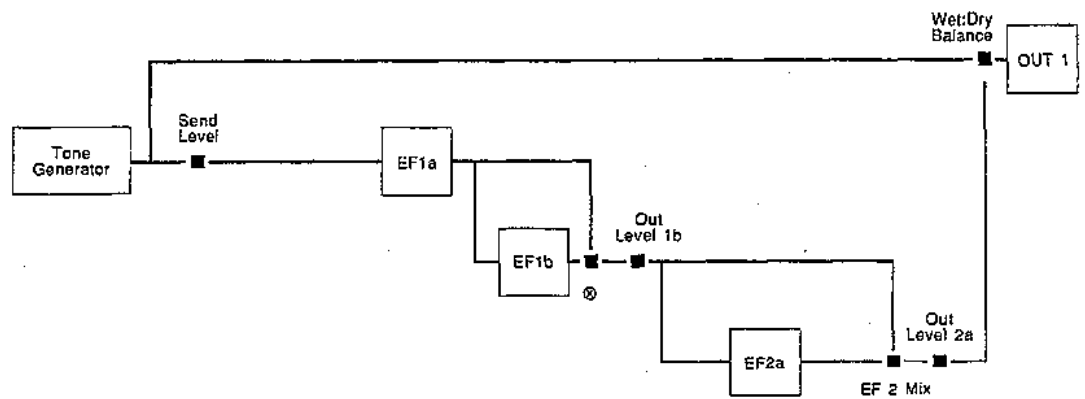 Wet:Dry
Balance
OUT 1
Send
Level
Tone
Generator
EF1a
Out
Level 1b
EF1b
⊗
Out
Level 2a
EF2a
EF 2 Mix